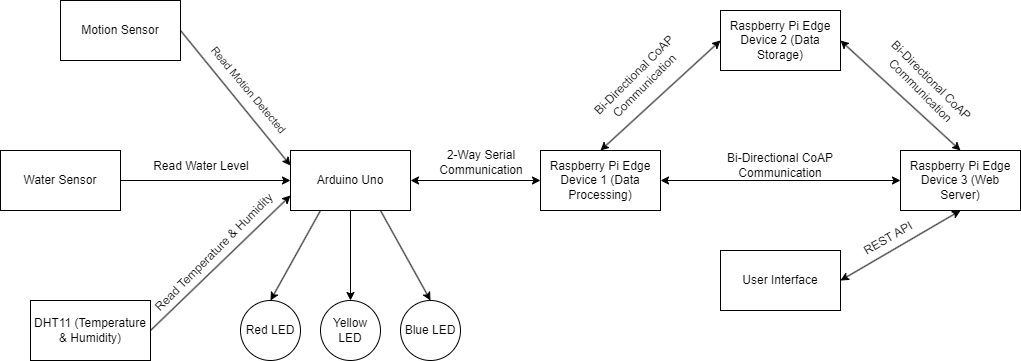 Motion Sensor
Read Motion Detected
Raspberry Pi Edge
Device 2 (Data
Storage)
Bi-Directional CoAP
Communication
Bi-Directional CoAP
Communication
Water Sensor
Read Water Level
Arduino Uno
2-Way Serial
Communication
Raspberry Pi Edge
Device 1 (Data
Processing)
Bi-Directional CoAP
Communication
Raspberry Pi Edge
Device 3 (Web
Server)
Read Temperature & Humidity
REST API
User Interface
DHT11 (Temperature
& Humidity)
Red LED
Yellow
LED
Blue LED